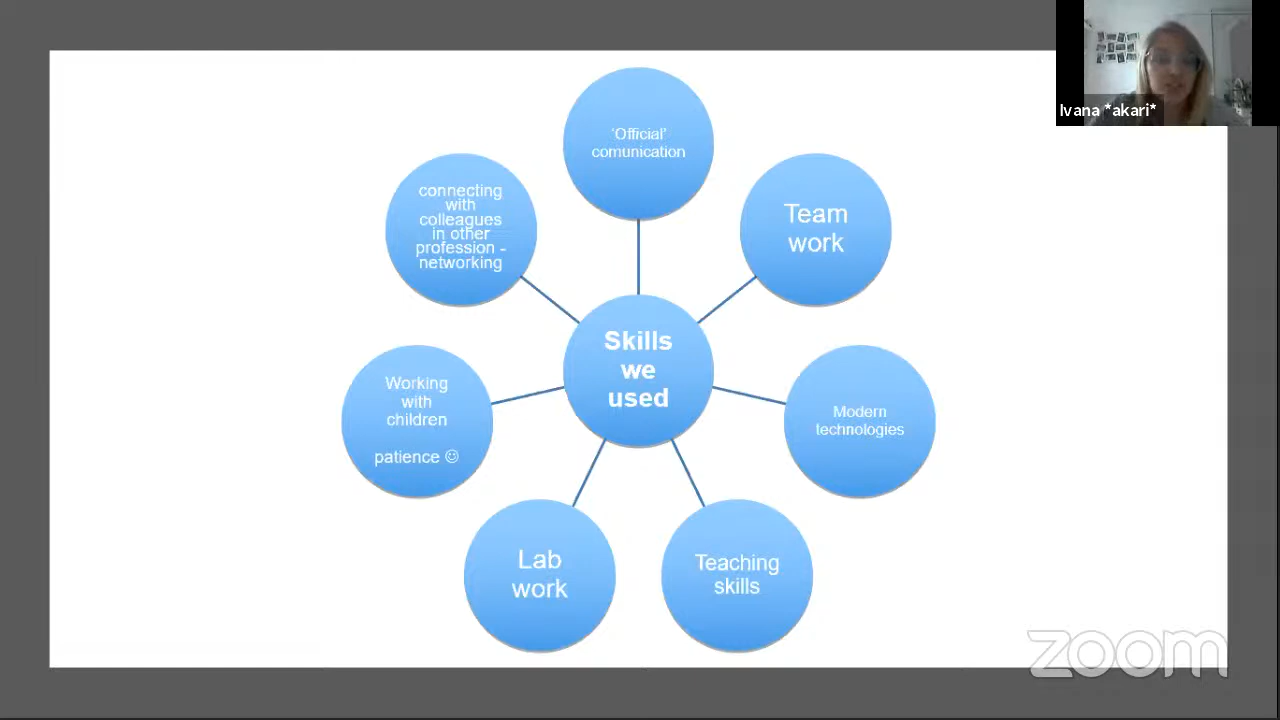 Ivana *akari*
'Official'
comunication
connecting
with
colleagues
in other
profession -
networking
Team
work
Skills
we
used
Working
with
children
patience ☺
Modern
technologies
Lab
work
Teaching
skills
zoom